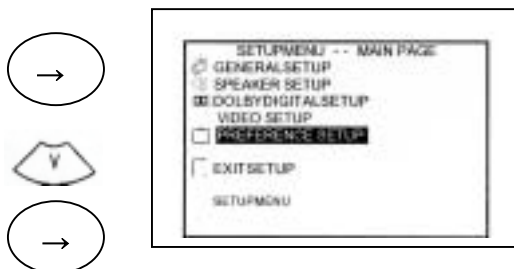 SETUPMENU -- MAIN PAGE
GENERALSETUP
SPEAKER SETUP
DOLBYDIGITALSETUP
VIDEO SETUP
PREFERENCE SETUP
EXITSETUP
SETUPMENU
→
V
→